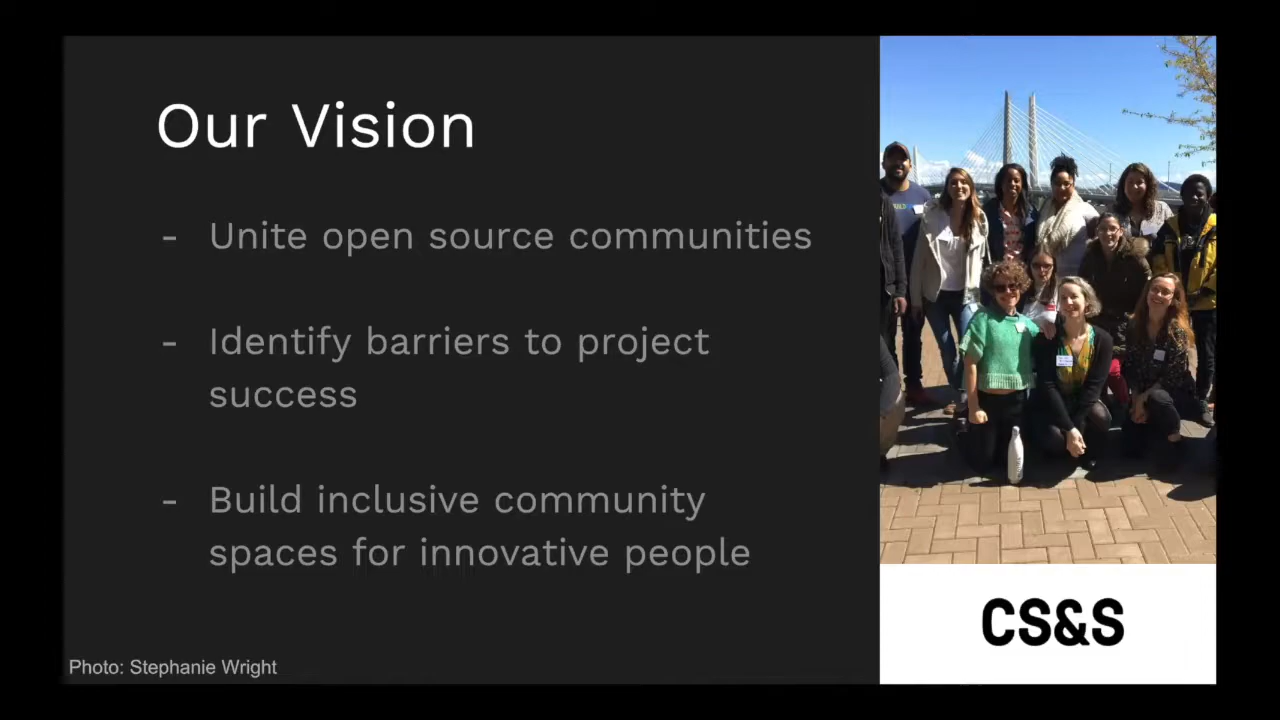 Our Vision
- Unite open source communities
- Identify barriers to project
success
- Build inclusive community
spaces for innovative people
Photo: Stephanie Wright
CS&S